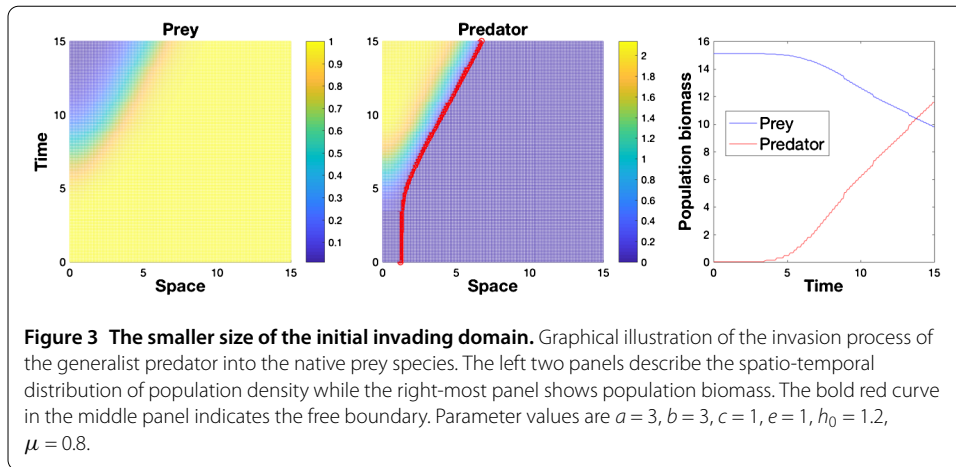 Prey
15
10
5
0
Time
0 5 10 15
Space
1
0.9
0.8
0.7
0.6
0.5
0.4
0.3
0.2
0.1
Predator
15
10
5
0
0 5 10 15
Space
2
1.8
1.6
1.4
1.2
1
0.8
0.6
0.4
0.2
0
16
14
12
10
8
6
4
2
0
Population biomass
Prey
Predator
0 5 10 15
Time
Figure 3 The smaller size of the initial invading domain. Graphical illustration of the invasion process of
the generalist predator into the native prey species. The left two panels describe the spatio-temporal
distribution of population density while the right-most panel shows population biomass. The bold red curve
in the middle panel indicates the free boundary. Parameter values are a = 3, b = 3, c = 1, e = 1, h₀ = 1.2,
μ = 0.8.